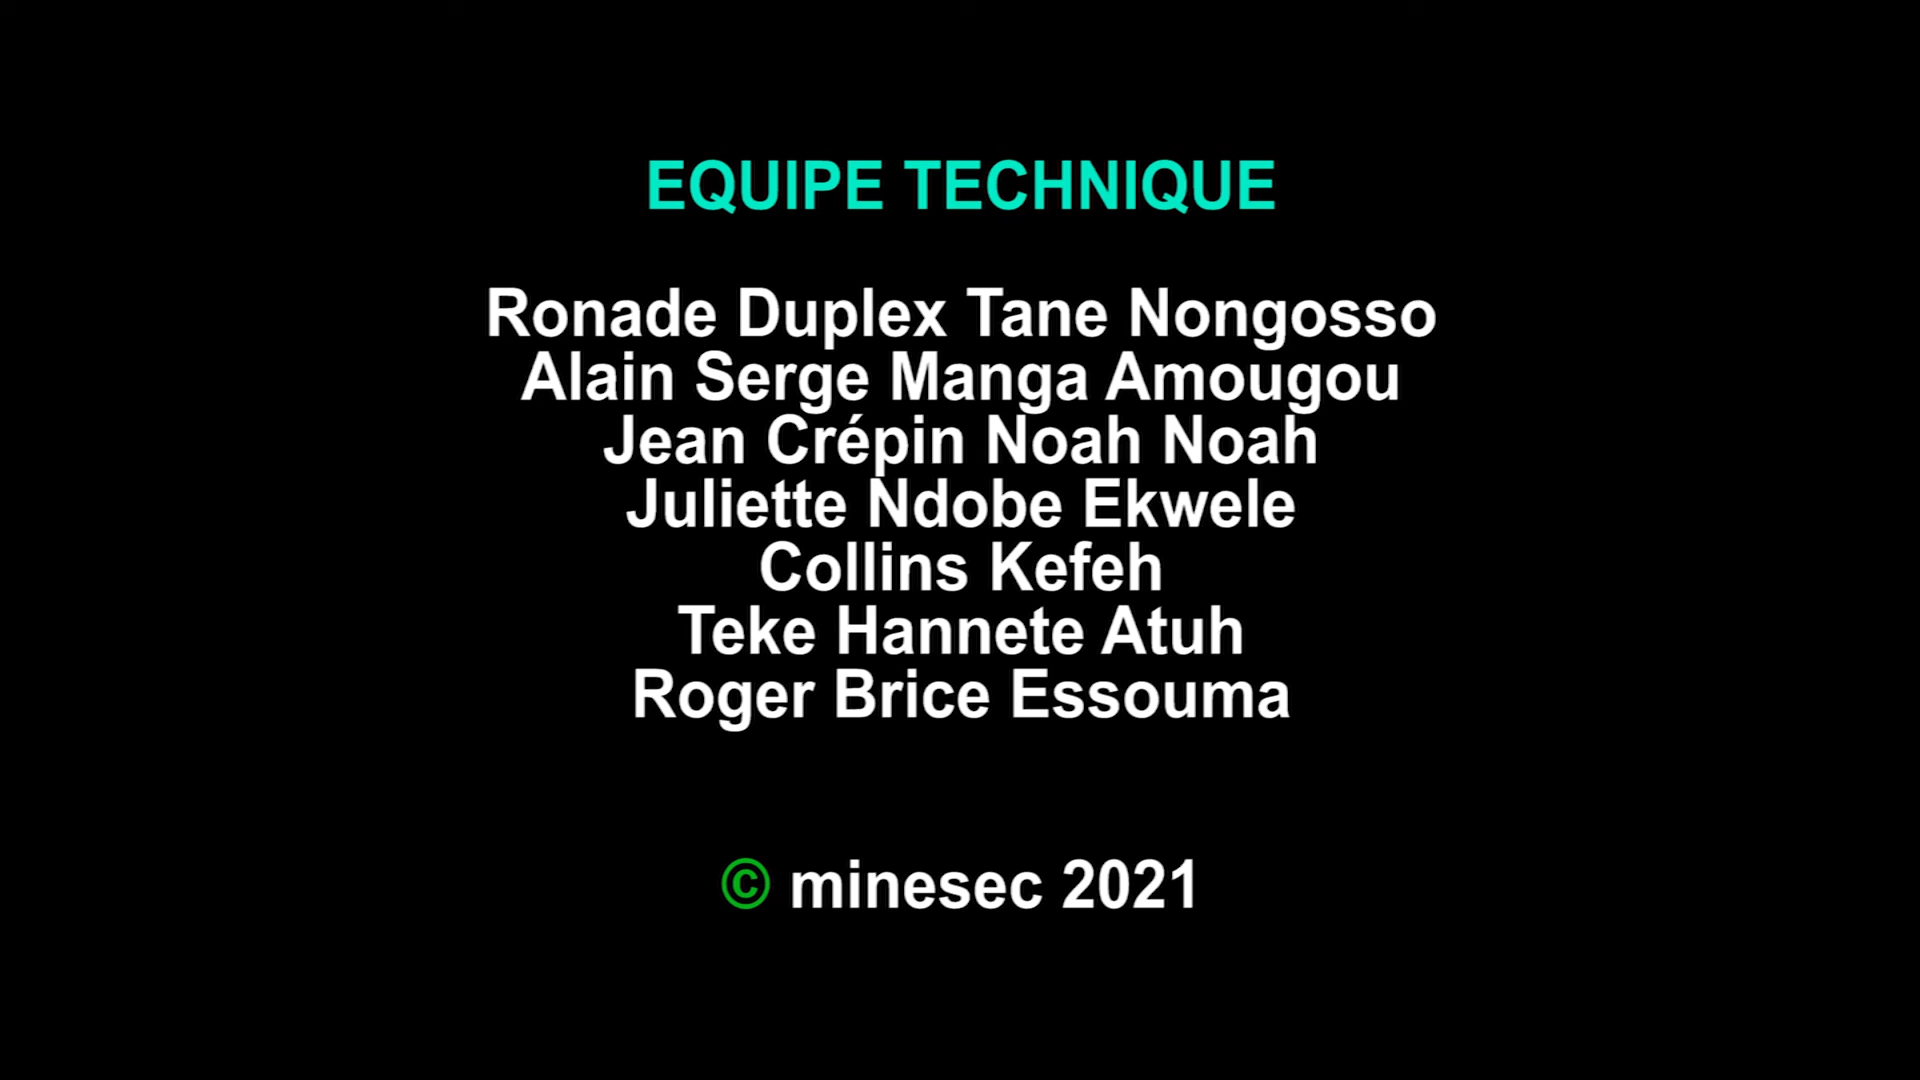 EQUIPE TECHNIQUE
Ronade Duplex Tane Nongosso
Alain Serge Manga Amougou
Jean Crépin Noah Noah
Juliette Ndobe Ekwele
Collins Kefeh
Teke Hannete Atuh
Roger Brice Essouma
© minesec 2021